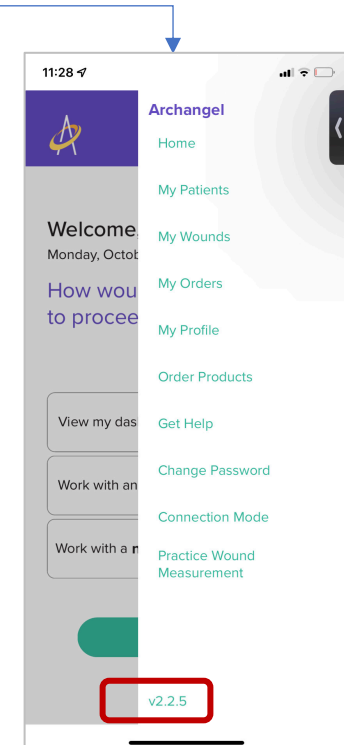 11:28
Archangel
Home
My Patients
My Wounds
My Orders
My Profile
Order Products
Get Help
Change Password
Connection Mode
Practice Wound
Measurement
v2.2.5
Welcome,
Monday, Octob
How wou
to procee
View my das
Work with an
Work with a n